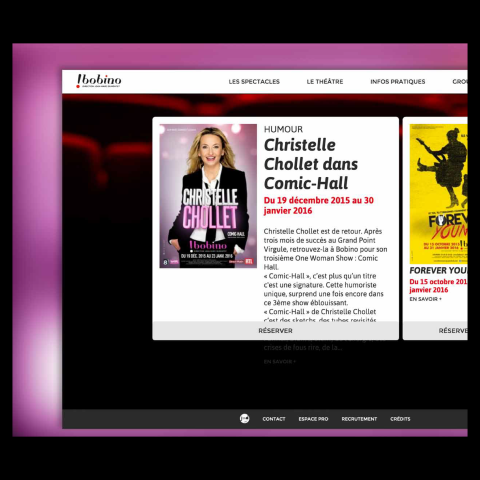 !bobino
LES SPECTACLES
LE THÉÂTRE
INFOS PRATIQUES
GROU
HUMOUR
Christelle
Chollet dans
Comic-Hall
Du 19 décembre 2015 au 30
janvier 2016
Christelle Chollet est de retour. Après
trois mois de succès au Grand Point
Virgule, retrouvez-la à Bobino pour son
troisième One Woman Show : Comic
Hall.
« Comic-Hall », c'est plus qu'un titre
c'est une signature. Cette humoriste
unique, surprend une fois encore dans
ce 3ème show éblouissant.
« Comic-Hall » de Christelle Chollet
c'est des sketchs, des tubes revisités,
crises de fous rire, de la...
EN SAVOIR +
RÉSERVER
CHRISTELLE
CHOLLET
COMIC HALL
!bobino
DU 19 DEC. 2015 AU 23 JANV. 2016
RTL
FOREVER
YOUNG
FOREVER YOU
Du 15 octobre 201
janvier 2016
EN SAVOIR +
RÉSERVE
CONTACT
ESPACE PRO
RECRUTEMENT
CRÉDITS